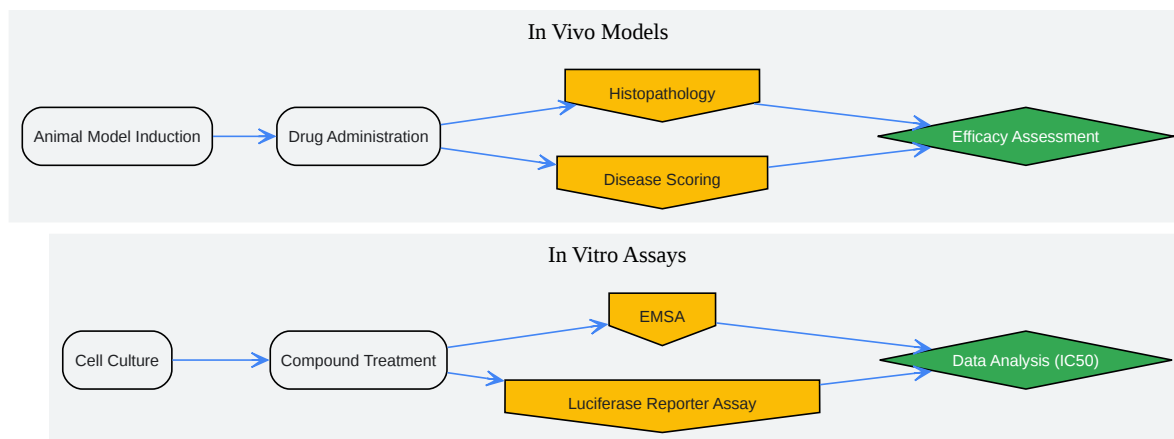 In Vivo Models
Animal Model Induction
Drug Administration
Histopathology
Disease Scoring
Efficacy Assessment
In Vitro Assays
Cell Culture
Compound Treatment
EMSA
Luciferase Reporter Assay
Data Analysis (IC50)